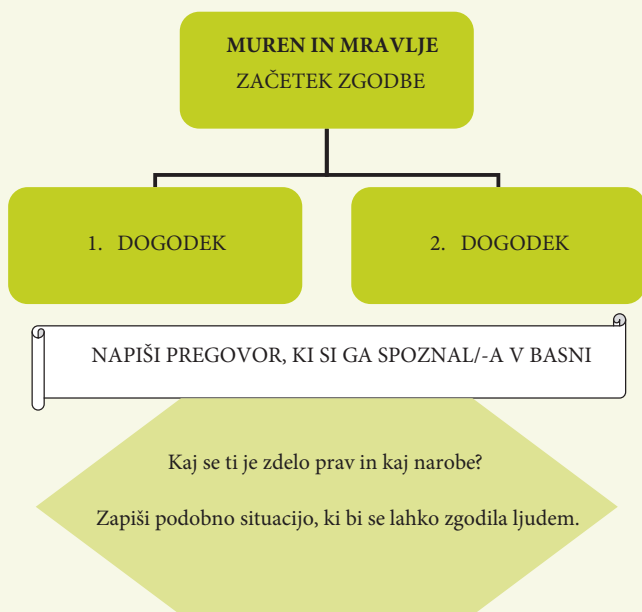 MUREN IN MRAVLJE
ZAČETEK ZGODBE
1. DOGODEK
2. DOGODEK
NAPIŠI PREGOVOR, KI SI GA SPOZNAL/-A V BASNI
Kaj se ti je zdelo prav in kaj narobe?
Zapiši podobno situacijo, ki bi se lahko zgodila ljudem.